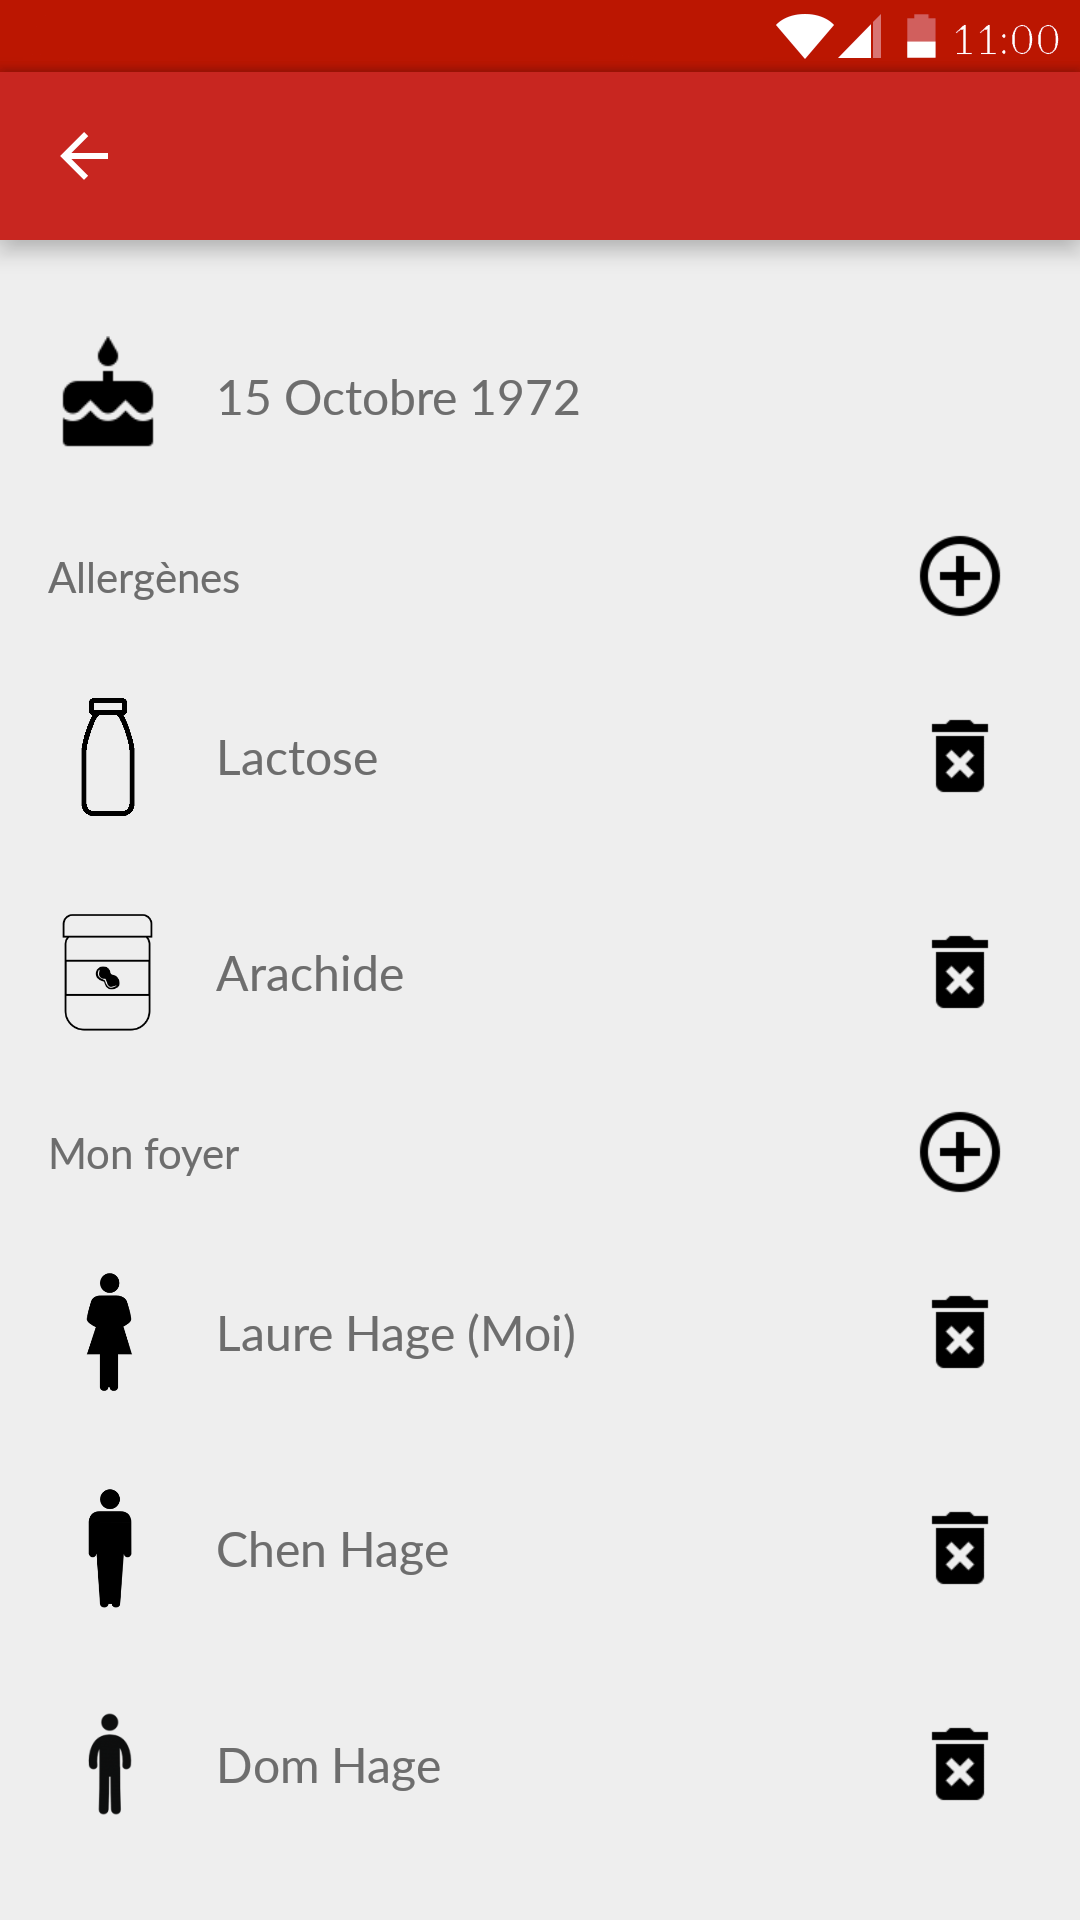 11:00
15 Octobre 1972
Allergènes
Lactose
Arachide
Mon foyer
Laure Hage (Moi)
Chen Hage
Dom Hage